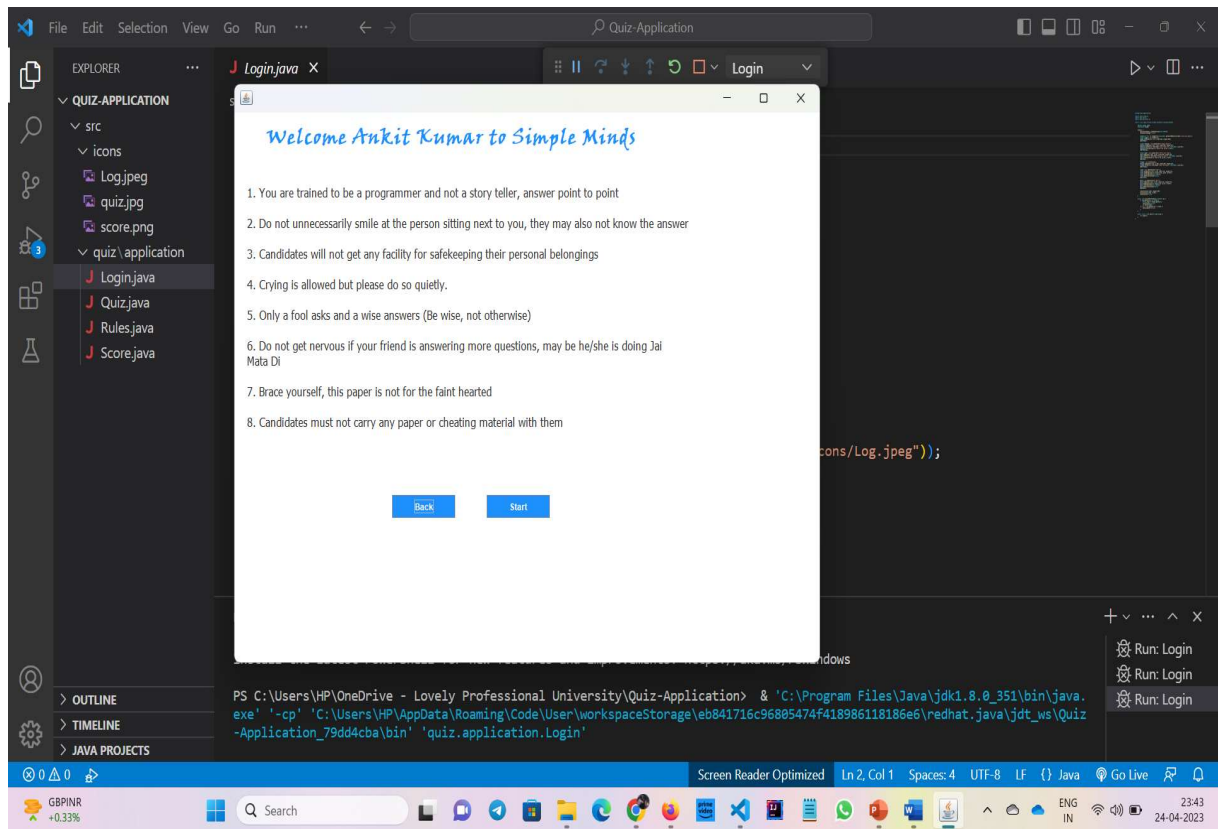 File Edit Selection View Go Run ··· Quiz-Application
EXPLORER ···
QUIZ-APPLICATION
src
icons
Log.jpeg
quiz.jpg
score.png
quiz\application
J Login.java
J Quiz.java
J Rules.java
J Score.java
OUTLINE
TIMELINE
JAVA PROJECTS
3
J Login.java X
Login
Welcome Ankit Kumar to Simple Minds
1. You are trained to be a programmer and not a story teller, answer point to point
2. Do not unnecessarily smile at the person sitting next to you, they may also not know the answer
3. Candidates will not get any facility for safekeeping their personal belongings
4. Crying is allowed but please do so quietly.
5. Only a fool asks and a wise answers (Be wise, not otherwise)
6. Do not get nervous if your friend is answering more questions, may be he/she is doing Jai
Mata Di
7. Brace yourself, this paper is not for the faint hearted
8. Candidates must not carry any paper or cheating material with them
Back Start
cons/Log.jpeg"));
ndows
PS C:\Users\HP\OneDrive - Lovely Professional University\Quiz-Application> & 'C:\Program Files\Java\jdk1.8.0_351\bin\java.
exe' '-cp' 'C:\Users\HP\AppData\Roaming\Code\User\workspaceStorage\eb841716c96805474f418986118186e6\redhat.java\jdt_ws\Quiz
-Application_79dd4cba\bin' 'quiz.application.Login'
Run: Login
Run: Login
Run: Login
0 0 Screen Reader Optimized Ln 2, Col 1 Spaces: 4 UTF-8 LF {} Java Go Live
GBPINR
+0.33%
Search
prime video
ENG
IN
23:43
24-04-2023